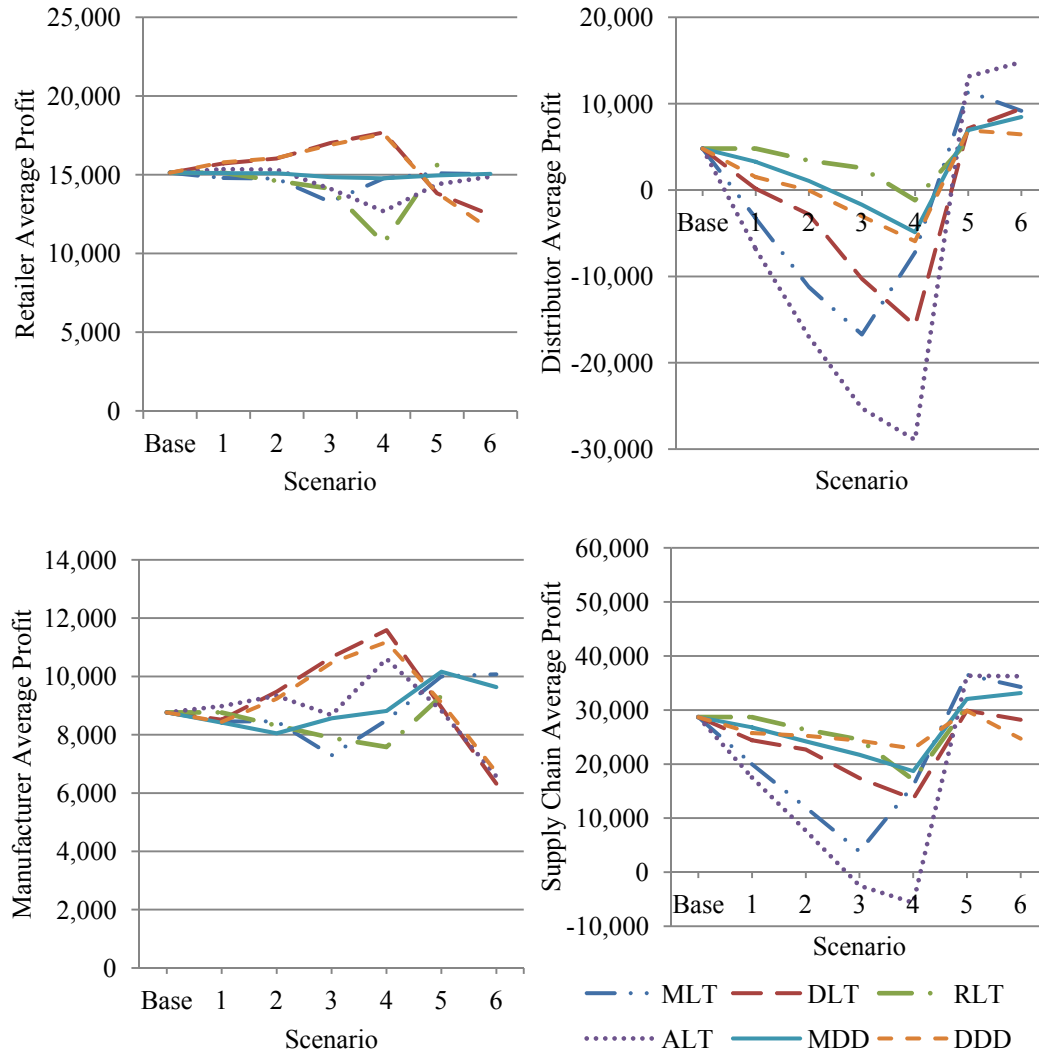 Retailer Average Profit
25,000
20,000
15,000
10,000
5,000
0
Base 1 2 3 4 5 6
Scenario
Distributor Average Profit
20,000
10,000
0
-10,000
-20,000
-30,000
Base 1 2 3 4 5 6
Scenario
Manufacturer Average Profit
14,000
12,000
10,000
8,000
6,000
4,000
2,000
0
Base 1 2 3 4 5 6
Scenario
Supply Chain Average Profit
60,000
50,000
40,000
30,000
20,000
10,000
0
-10,000
Base 1 2 3 4 5 6
Scenario
MLT DLT RLT
ALT MDD DDD